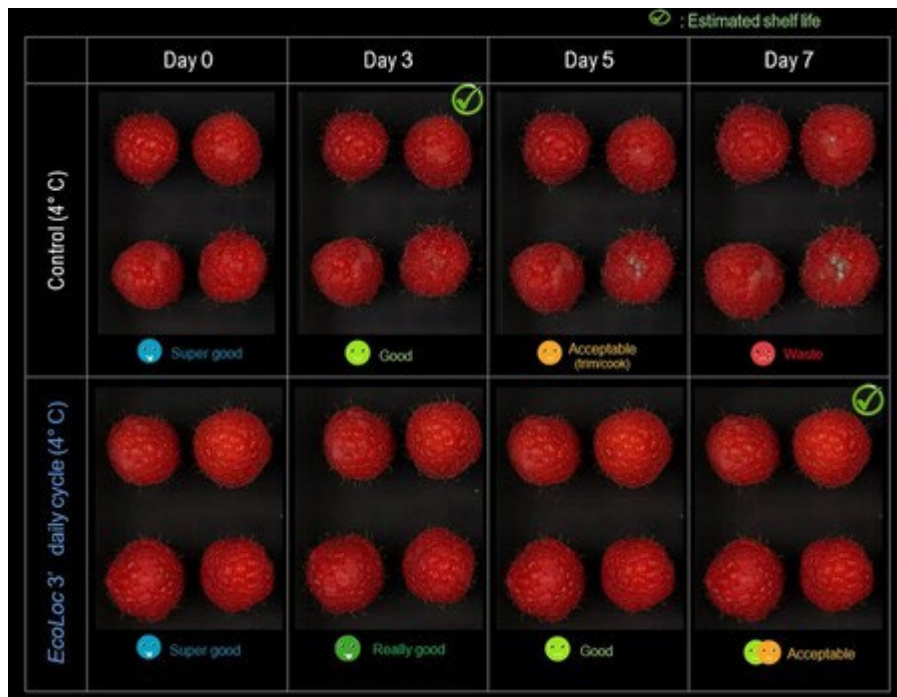 : Estimated shelf life
Day 0
Day 3
Day 5
Day 7
Control (4° C)
Super good
Good
Acceptable
(trim/cook)
Waste
EcoLoc 3' daily cycle (4° C)
Super good
Really good
Good
Acceptable